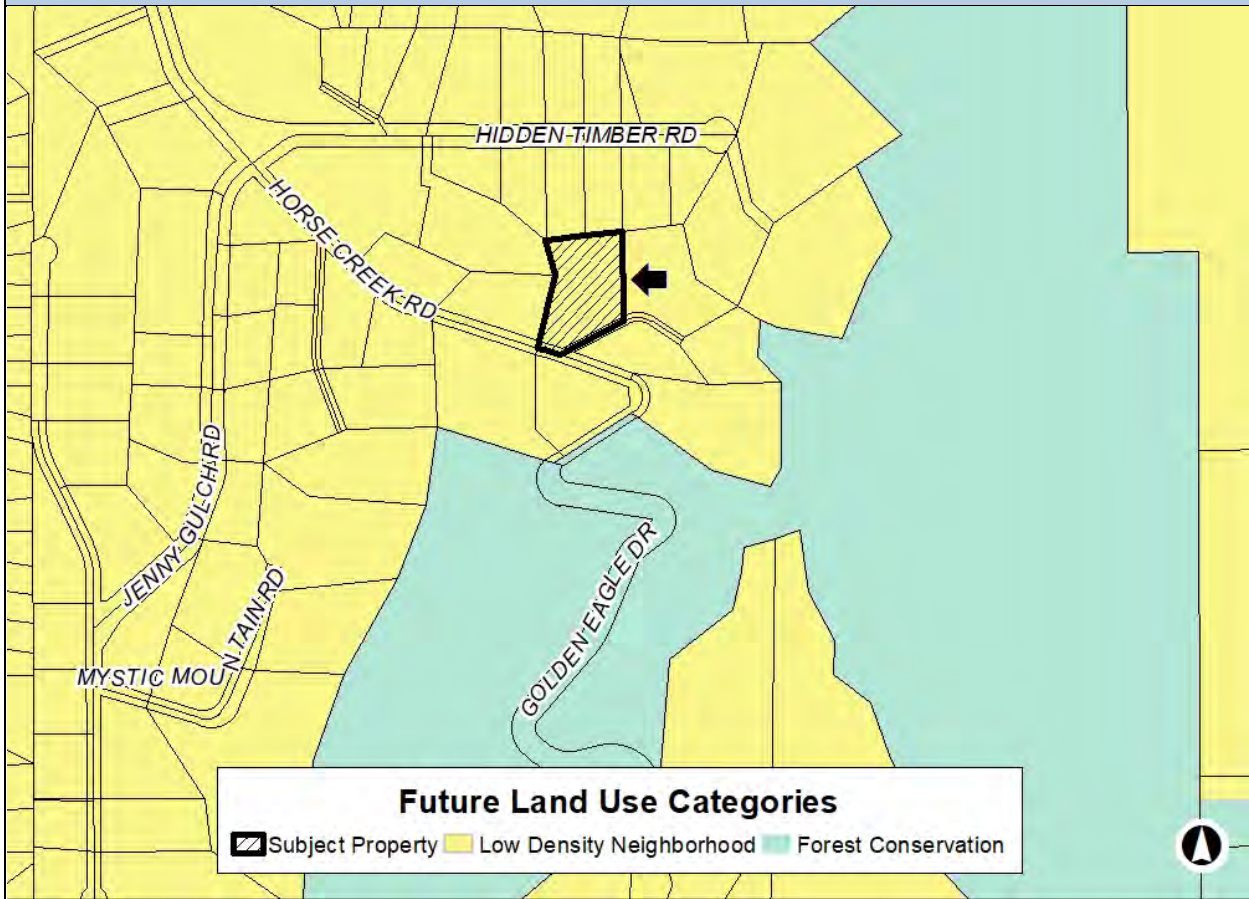 HIDDEN TIMBER RD
HORSE CREEK RD
JENNY GULCH RD
MYSTIC MOUNTAIN RD
GOLDEN EAGLE DR
Future Land Use Categories
Subject Property Low Density Neighborhood Forest Conservation